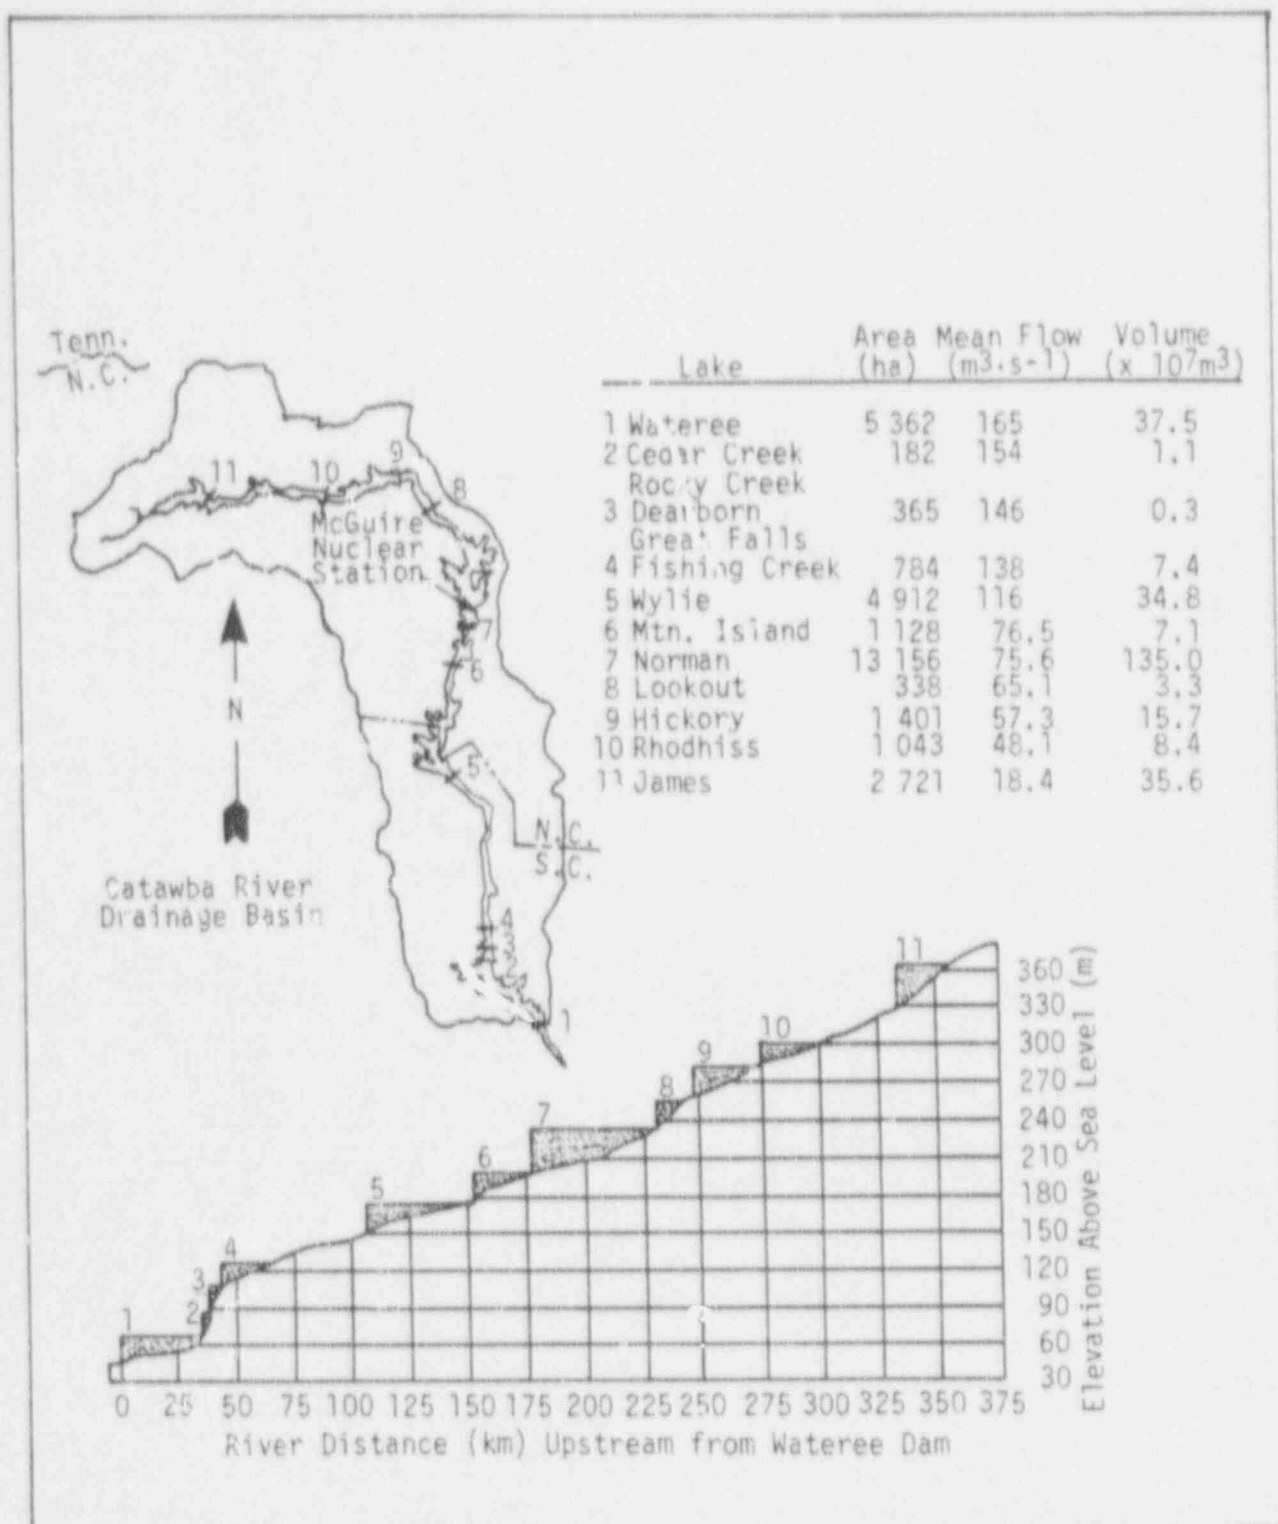 Tenn.
N.C.
11
10
9
8
McGuire
Nuclear
Station
7
6
N
5
N.C.
S.C.
4
3
2
1
Catawba River
Drainage Basin
Lake Area (ha) Mean Flow (m3.s-1) Volume (x 10⁷m3)
1 Wateree 5 362 165 37.5
2 Cedar Creek 182 154 1.1
Rocky Creek
3 Dearborn 365 146 0.3
Great Falls
4 Fishing Creek 784 138 7.4
5 Wylie 4 912 116 34.8
6 Mtn. Island 1 128 76.5 7.1
7 Norman 13 156 75.6 135.0
8 Lookout 338 65.1 3.3
9 Hickory 1 401 57.3 15.7
10 Rhodhiss 1 043 48.1 8.4
11 James 2 721 18.4 35.6
11
10
9
8
7
6
5
4
3
2
1
360
330
300
270
240
210
180
150
120
90
60
30
Elevation Above Sea Level (m)
0 25 50 75 100 125 150 175 200 225 250 275 300 325 350 375
River Distance (km) Upstream from Wateree Dam